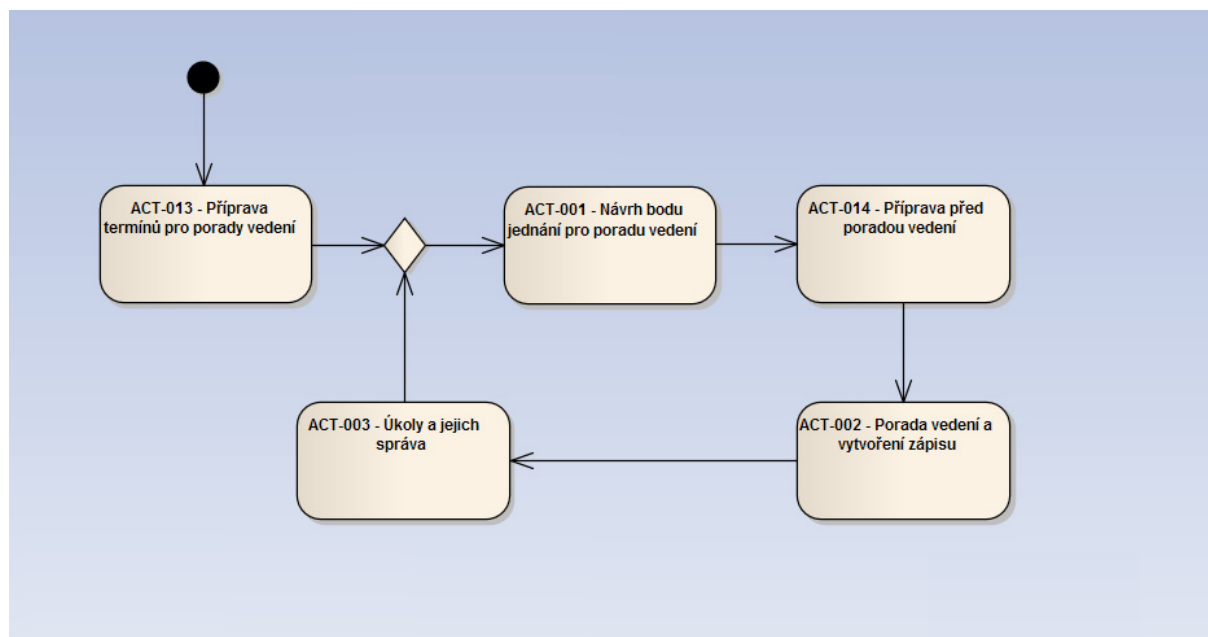 ACT-013 - Příprava
termínů pro porady vedení
ACT-001 - Návrh bodu
jednání pro poradu vedení
ACT-014 - Příprava před
poradou vedení
ACT-003 - Úkoly a jejich
správa
ACT-002 - Porada vedení a
vytvoření zápisu